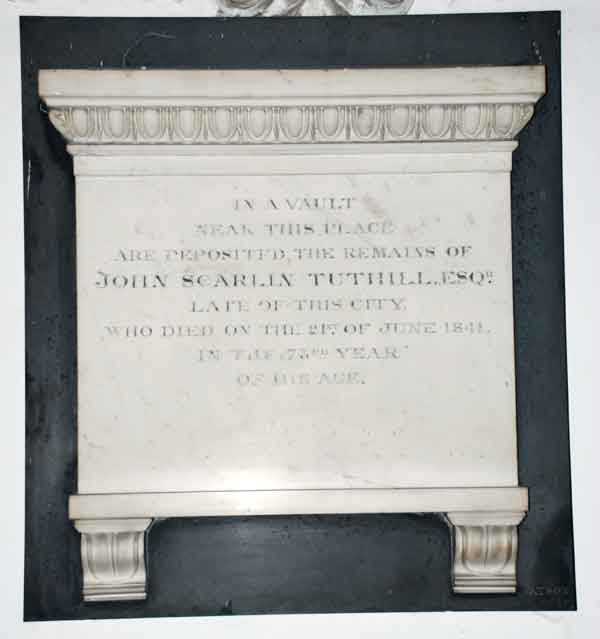 IN A VAULT
NEAR THIS PLACE
ARE DEPOSITED, THE REMAINS OF
JOHN SCARLIN TUTHILL, ESQR.
LATE OF THIS CITY,
WHO DIED ON THE 21ST. OF JUNE 1841,
IN THE 75RD YEAR
OF HIS AGE.